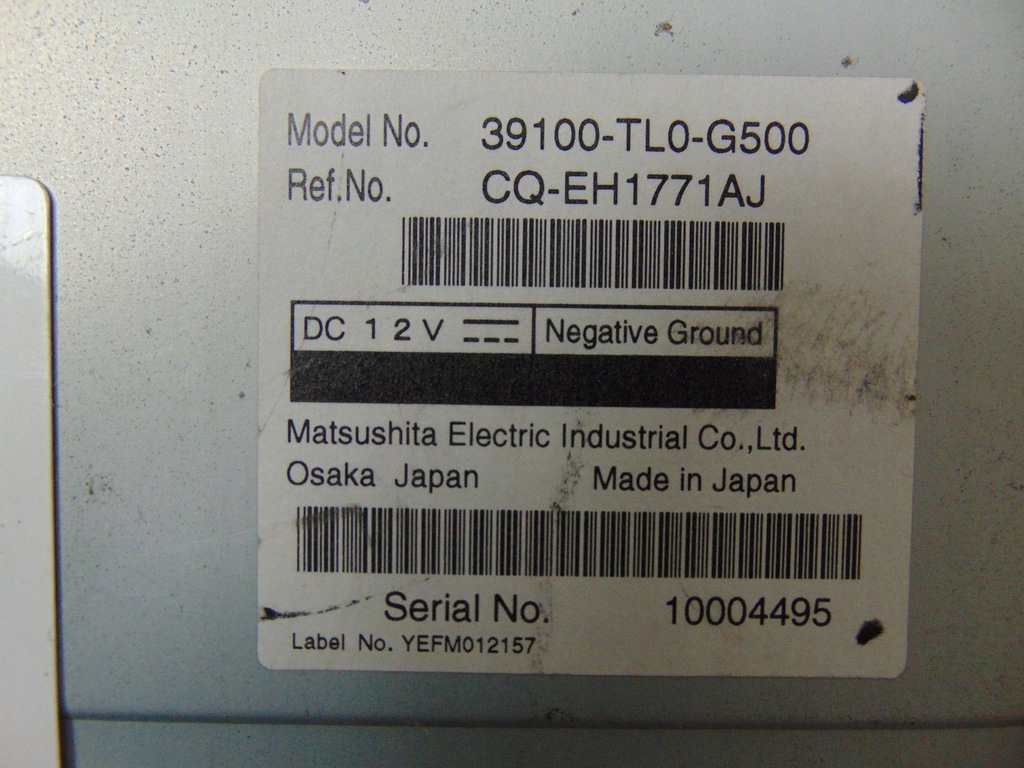 Model No. 39100-TL0-G500
Ref.No. CQ-EH1771AJ
DC 12V Negative Ground
Matsushita Electric Industrial Co.,Ltd.
Osaka Japan Made in Japan
Serial No. 10004495
Label No. YEFM012157